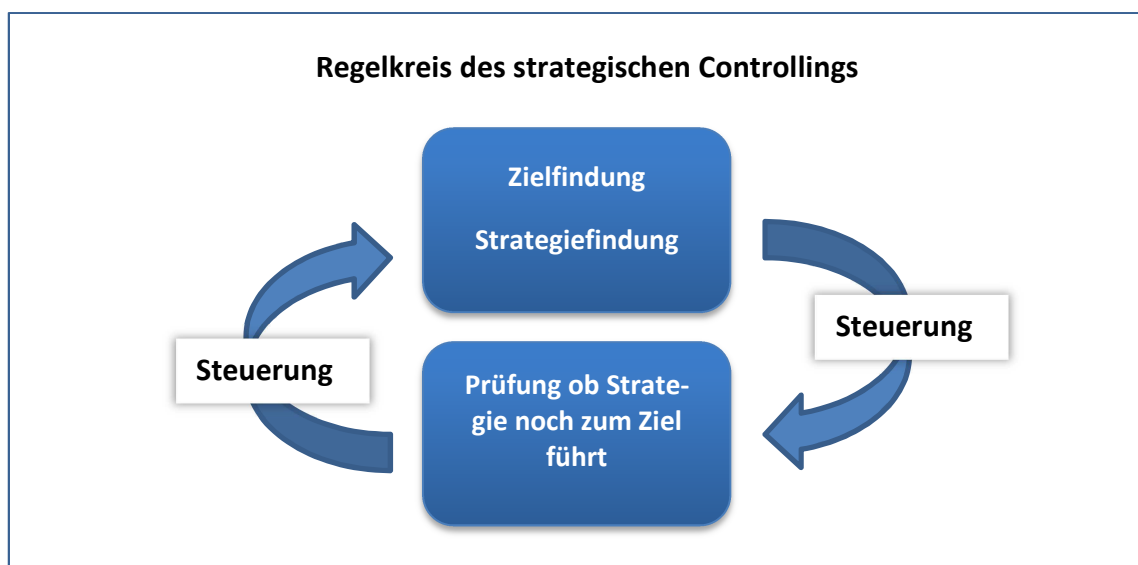 Regelkreis des strategischen Controllings
Zielfindung
Strategiefindung
Steuerung
Steuerung
Prüfung ob Strate-
gie noch zum Ziel
führt